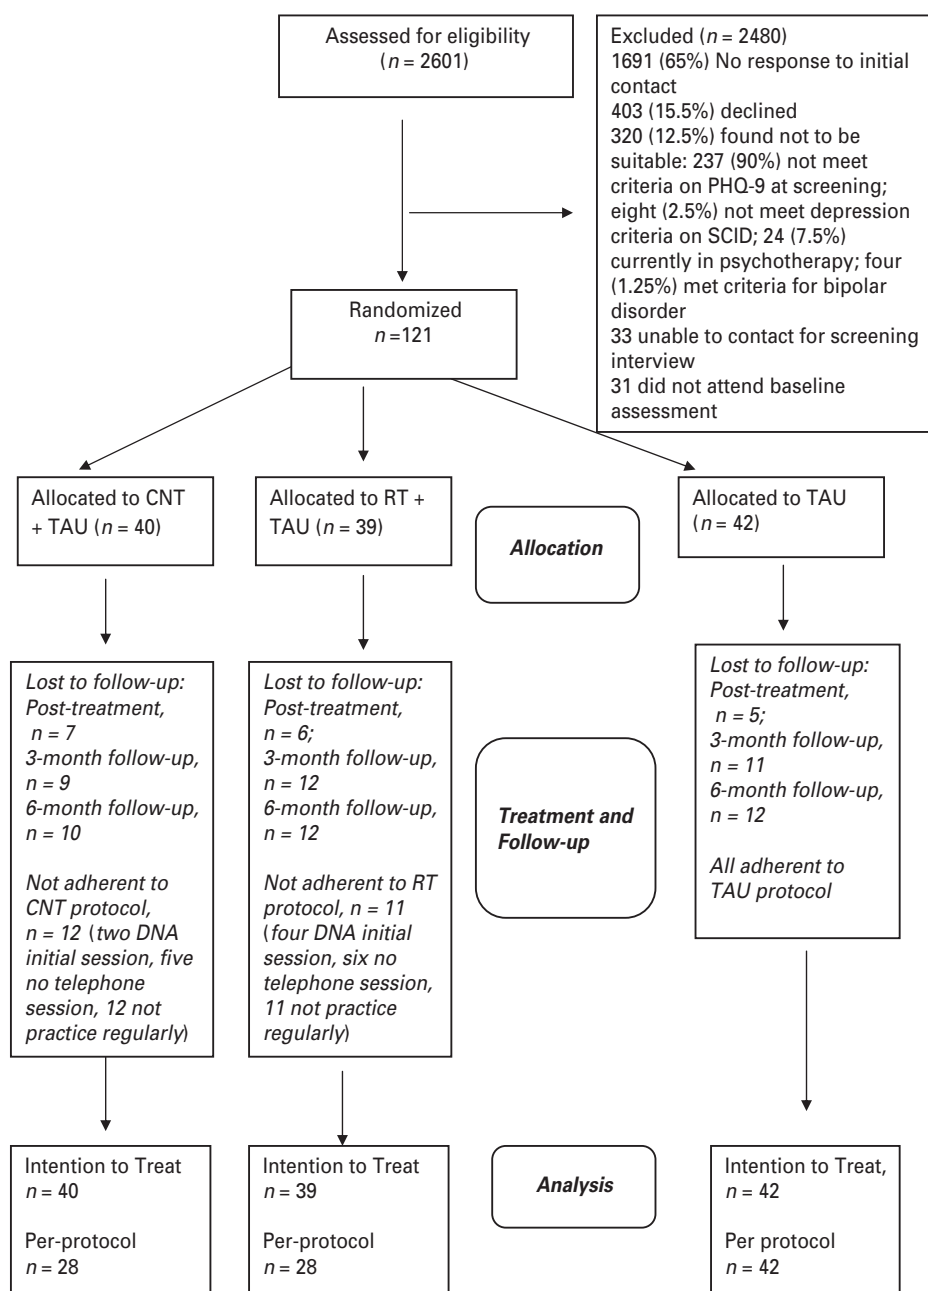 Assessed for eligibility
(n = 2601)
Excluded (n = 2480)
1691 (65%) No response to initial
contact
403 (15.5%) declined
320 (12.5%) found not to be
suitable: 237 (90%) not meet
criteria on PHQ-9 at screening;
eight (2.5%) not meet depression
criteria on SCID; 24 (7.5%)
currently in psychotherapy; four
(1.25%) met criteria for bipolar
disorder
33 unable to contact for screening
interview
31 did not attend baseline
assessment
Randomized
n =121
Allocated to CNT
+ TAU (n = 40)
Allocated to RT +
TAU (n = 39)
Allocation
Allocated to TAU
(n = 42)
Lost to follow-up:
Post-treatment,
n = 7
3-month follow-up,
n = 9
6-month follow-up,
n = 10
Not adherent to
CNT protocol,
n = 12 (two DNA
initial session, five
no telephone
session, 12 not
practice regularly)
Lost to follow-up:
Post-treatment,
n = 6;
3-month follow-up,
n = 12
6-month follow-up,
n = 12
Not adherent to RT
protocol, n = 11
(four DNA initial
session, six no
telephone session,
11 not practice
regularly)
Treatment and
Follow-up
Lost to follow-up:
Post-treatment,
n = 5;
3-month follow-up,
n = 11
6-month follow-up,
n = 12
All adherent to
TAU protocol
Intention to Treat
n = 40
Per-protocol
n = 28
Intention to Treat
n = 39
Per-protocol
n = 28
Analysis
Intention to Treat,
n = 42
Per protocol
n = 42